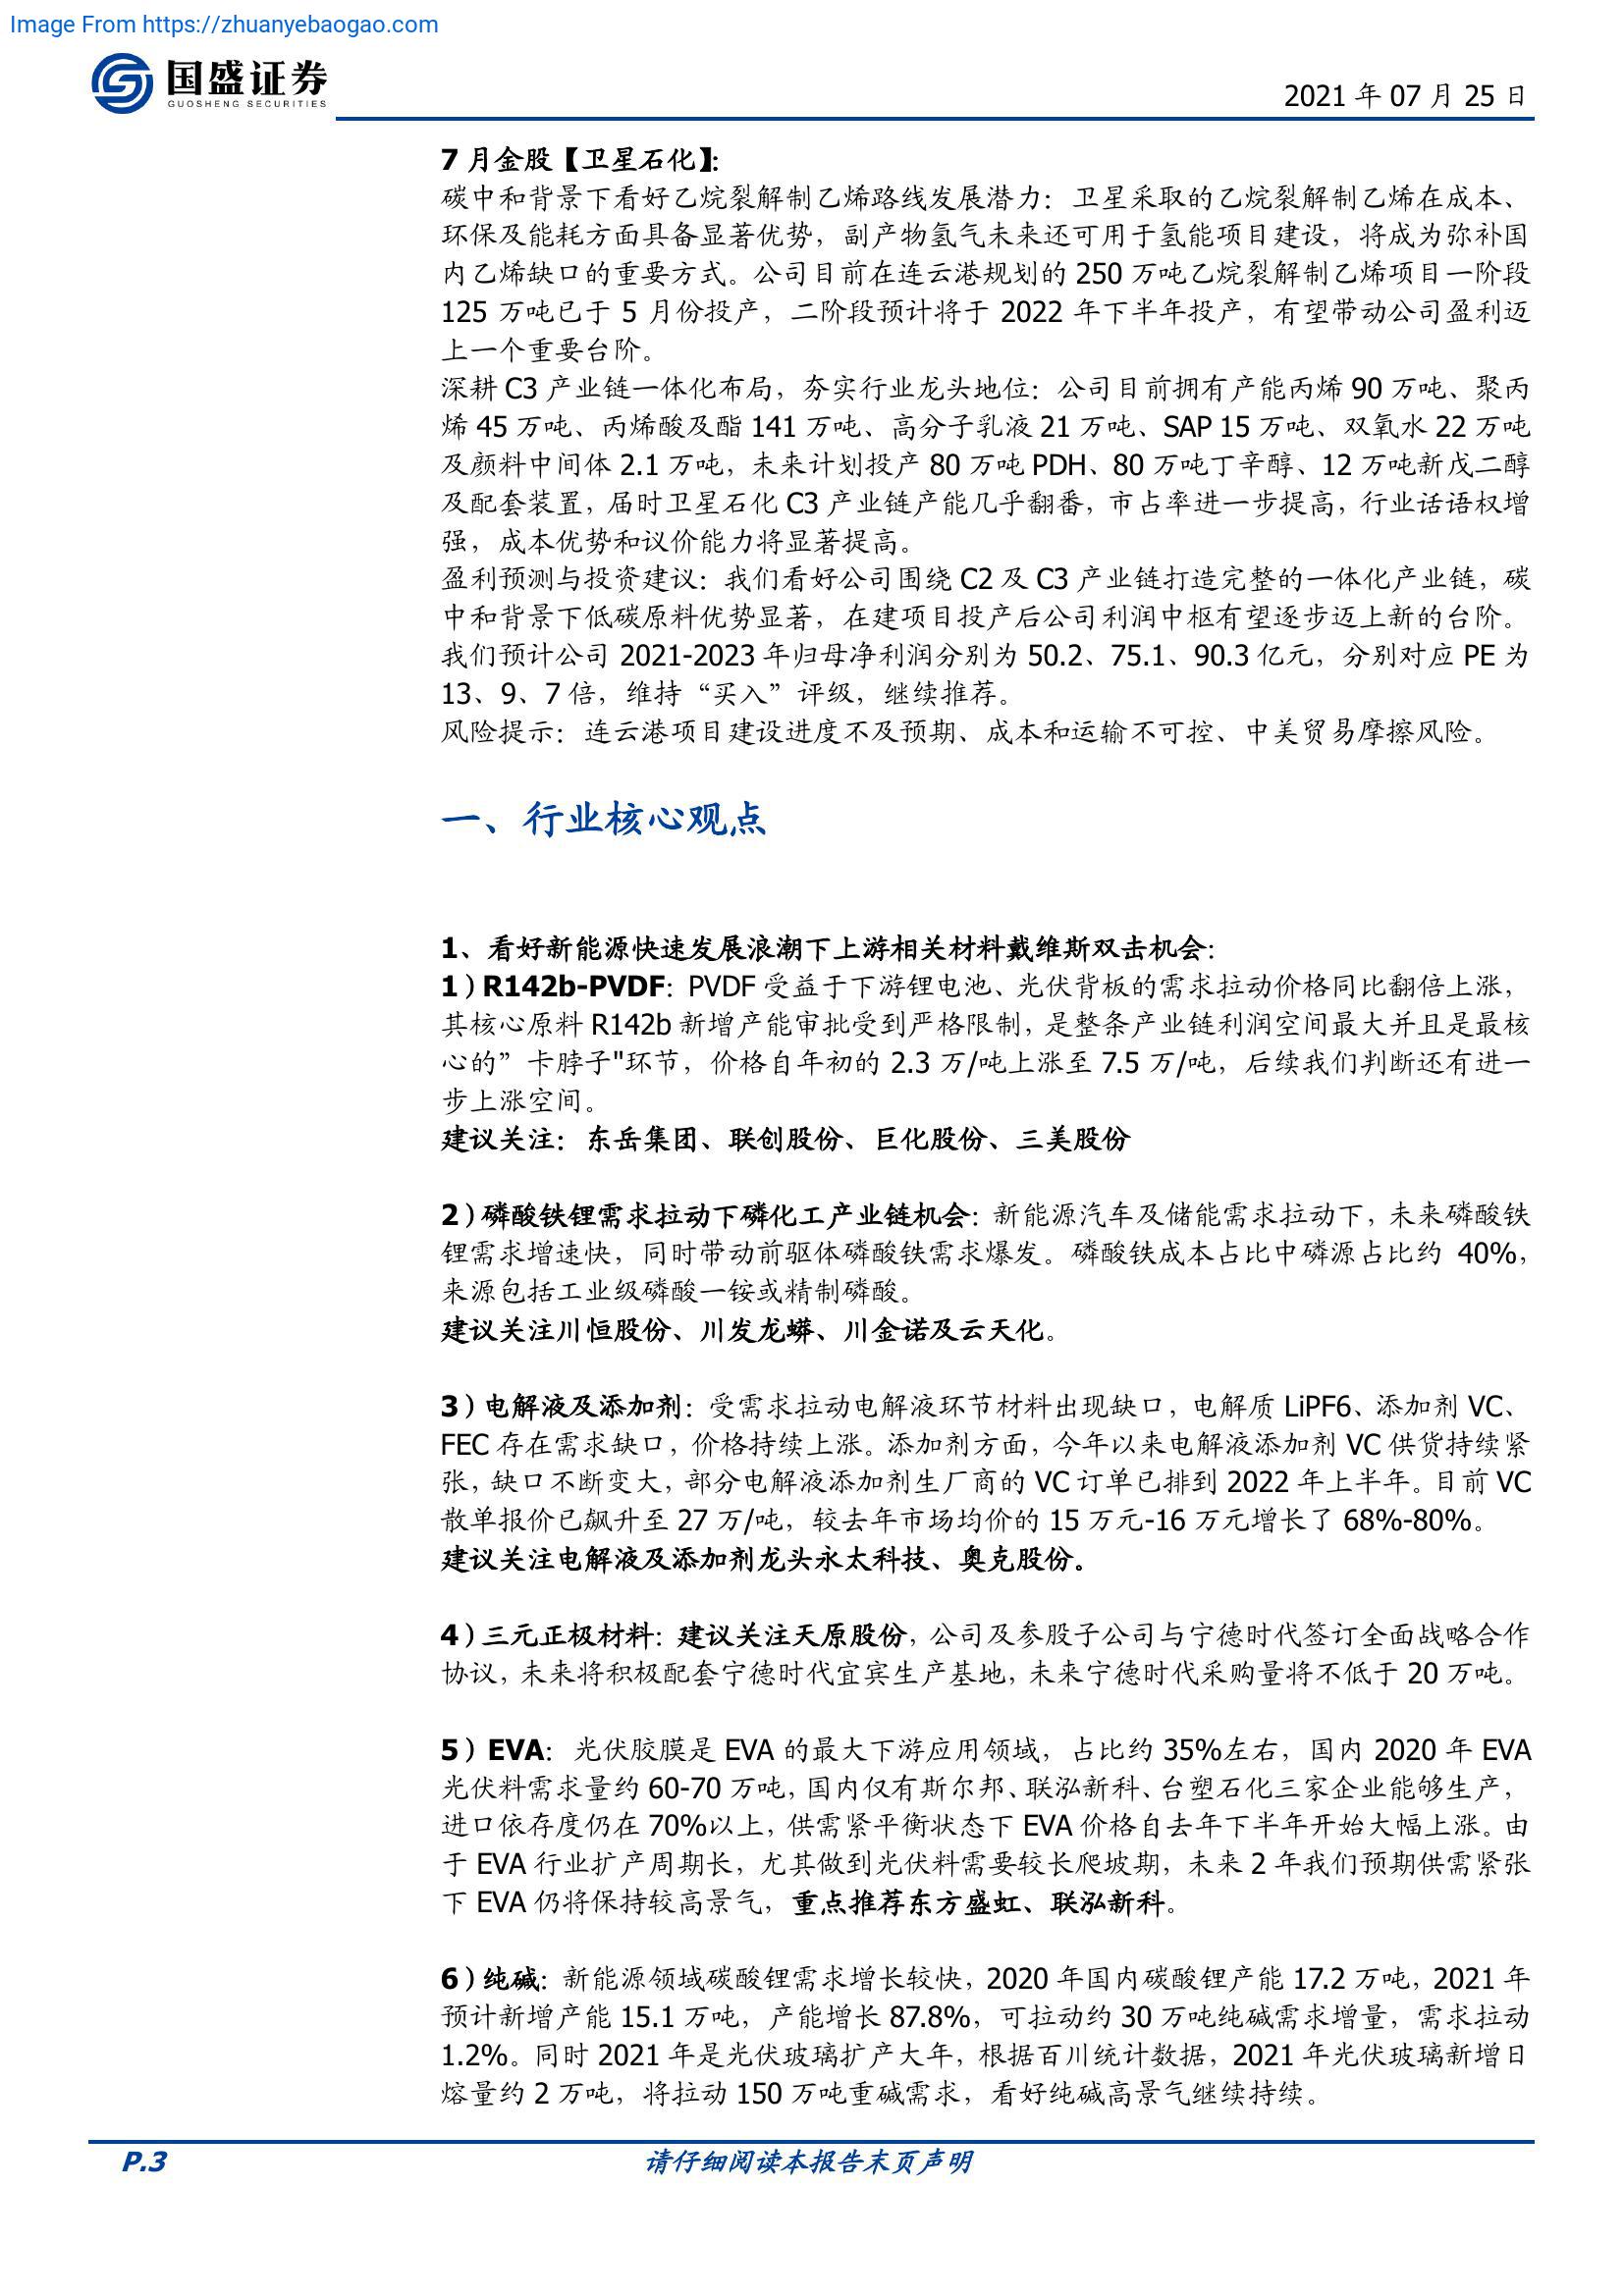 Image From https://zhuanyebaogao.com
国盛证券
GUOSHENG SECURITIES
2021 年 07 月 25 日
7 月金股【卫星石化】:
碳中和背景下看好乙烷裂解制乙烯路线发展潜力：卫星采取的乙烷裂解制乙烯在成本、
环保及能耗方面具备显著优势，副产物氢气未来还可用于氢能项目建设，将成为弥补国
内乙烯缺口的重要方式。公司目前在连云港规划的 250 万吨乙烷裂解制乙烯项目一阶段
125 万吨已于 5 月份投产，二阶段预计将于 2022 年下半年投产，有望带动公司盈利迈
上一个重要台阶。
深耕 C3 产业链一体化布局，夯实行业龙头地位：公司目前拥有产能丙烯 90 万吨、聚丙
烯 45 万吨、丙烯酸及酯 141 万吨、高分子乳液 21 万吨、SAP 15 万吨、双氧水 22 万吨
及颜料中间体 2.1 万吨，未来计划投产 80 万吨 PDH、80 万吨丁辛醇、12 万吨新戊二醇
及配套装置，届时卫星石化 C3 产业链产能几乎翻番，市占率进一步提高，行业话语权增
强，成本优势和议价能力将显著提高。
盈利预测与投资建议：我们看好公司围绕 C2 及 C3 产业链打造完整的一体化产业链，碳
中和背景下低碳原料优势显著，在建项目投产后公司利润中枢有望逐步迈上新的台阶。
我们预计公司 2021-2023 年归母净利润分别为 50.2、75.1、90.3 亿元，分别对应 PE 为
13、9、7 倍，维持“买入”评级，继续推荐。
风险提示：连云港项目建设进度不及预期、成本和运输不可控、中美贸易摩擦风险。
一、行业核心观点
1、看好新能源快速发展浪潮下上游相关材料戴维斯双击机会：
1）R142b-PVDF：PVDF 受益于下游锂电池、光伏背板的需求拉动价格同比翻倍上涨，
其核心原料 R142b 新增产能审批受到严格限制，是整条产业链利润空间最大并且是最核
心的”卡脖子"环节，价格自年初的 2.3 万/吨上涨至 7.5 万/吨，后续我们判断还有进一
步上涨空间。
建议关注：东岳集团、联创股份、巨化股份、三美股份
2）磷酸铁锂需求拉动下磷化工产业链机会：新能源汽车及储能需求拉动下，未来磷酸铁
锂需求增速快，同时带动前驱体磷酸铁需求爆发。磷酸铁成本占比中磷源占比约 40%，
来源包括工业级磷酸一铵或精制磷酸。
建议关注川恒股份、川发龙蟒、川金诺及云天化。
3）电解液及添加剂：受需求拉动电解液环节材料出现缺口，电解质 LiPF6、添加剂 VC、
FEC 存在需求缺口，价格持续上涨。添加剂方面，今年以来电解液添加剂 VC 供货持续紧
张，缺口不断变大，部分电解液添加剂生厂商的 VC 订单已排到 2022 年上半年。目前 VC
散单报价已飙升至 27 万/吨，较去年市场均价的 15 万元-16 万元增长了 68%-80%。
建议关注电解液及添加剂龙头永太科技、奥克股份。
4）三元正极材料：建议关注天原股份，公司及参股子公司与宁德时代签订全面战略合作
协议，未来将积极配套宁德时代宜宾生产基地，未来宁德时代采购量将不低于 20 万吨。
5）EVA：光伏胶膜是 EVA 的最大下游应用领域，占比约 35%左右，国内 2020 年 EVA
光伏料需求量约 60-70 万吨，国内仅有斯尔邦、联泓新科、台塑石化三家企业能够生产，
进口依存度仍在 70%以上，供需紧平衡状态下 EVA 价格自去年下半年开始大幅上涨。由
于 EVA 行业扩产周期长，尤其做到光伏料需要较长爬坡期，未来 2 年我们预期供需紧张
下 EVA 仍将保持较高景气，重点推荐东方盛虹、联泓新科。
6）纯碱：新能源领域碳酸锂需求增长较快，2020 年国内碳酸锂产能 17.2 万吨，2021 年
预计新增产能 15.1 万吨，产能增长 87.8%，可拉动约 30 万吨纯碱需求增量，需求拉动
1.2%。同时 2021 年是光伏玻璃扩产大年，根据百川统计数据，2021 年光伏玻璃新增日
熔量约 2 万吨，将拉动 150 万吨重碱需求，看好纯碱高景气继续持续。
P.3
请仔细阅读本报告末页声明